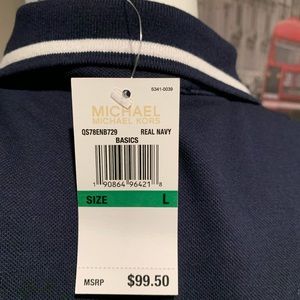 5341-0039
MICHAEL
MICHAEL KORS
QS78ENB729 REAL NAVY
BASICS
1 90864 96421 8
SIZE L
MSRP $99.50